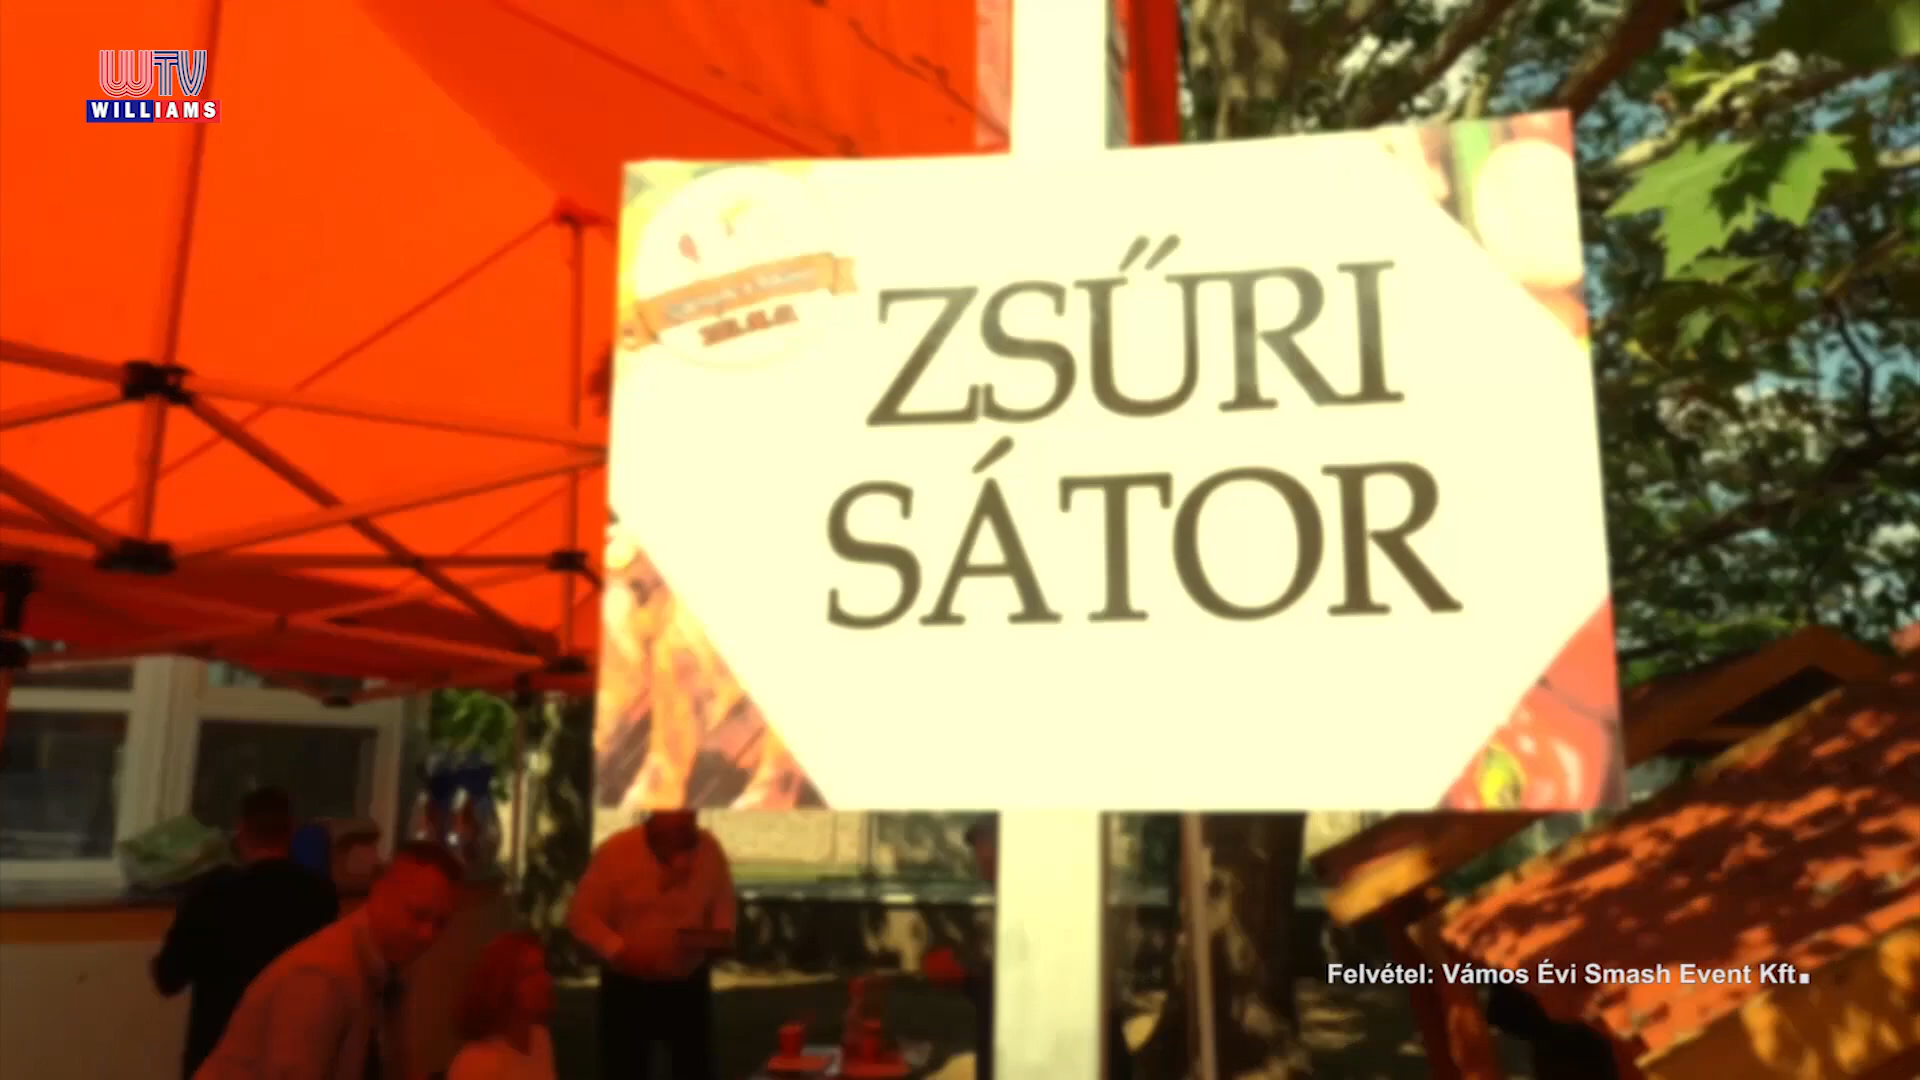 WTV
WILLIAMS
ZSŰRI
SÁTOR
Felvétel: Vámos Évi Smash Event Kft.